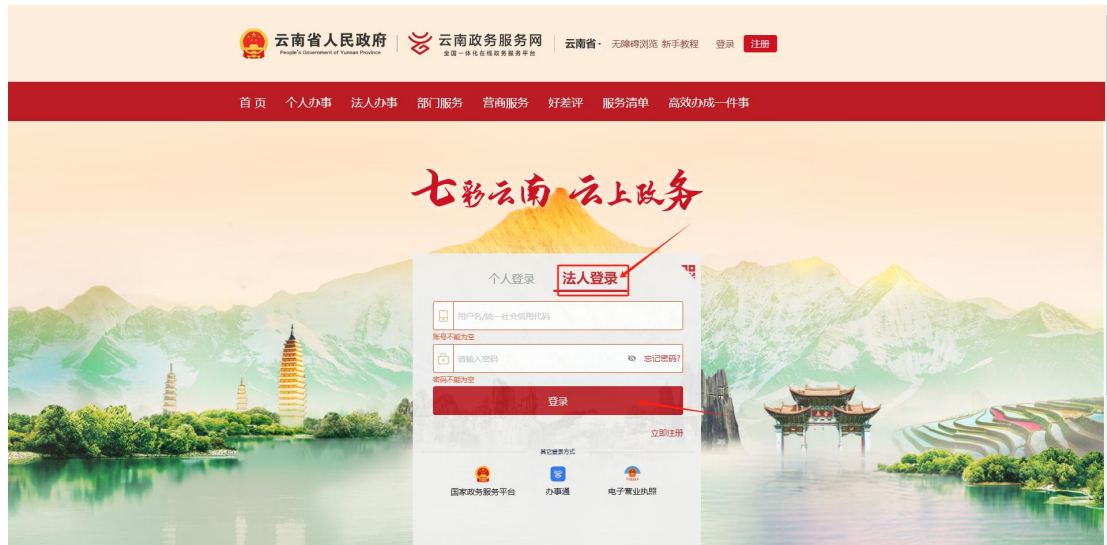 云南省人民政府
People's Government of Yunnan Province
云南政务服务网
全国一体化在线政务服务平台
云南省 无障碍浏览 新手教程 登录 注册
首页 个人办事 法人办事 部门服务 营商服务 好差评 服务清单 高效办成一件事
七彩云南 云上政务
个人登录 法人登录
用户名/统一社会信用代码
账号不能为空
请输入密码 忘记密码?
密码不能为空
登录
立即注册
其它登录方式
国家政务服务平台 办事通 电子营业执照